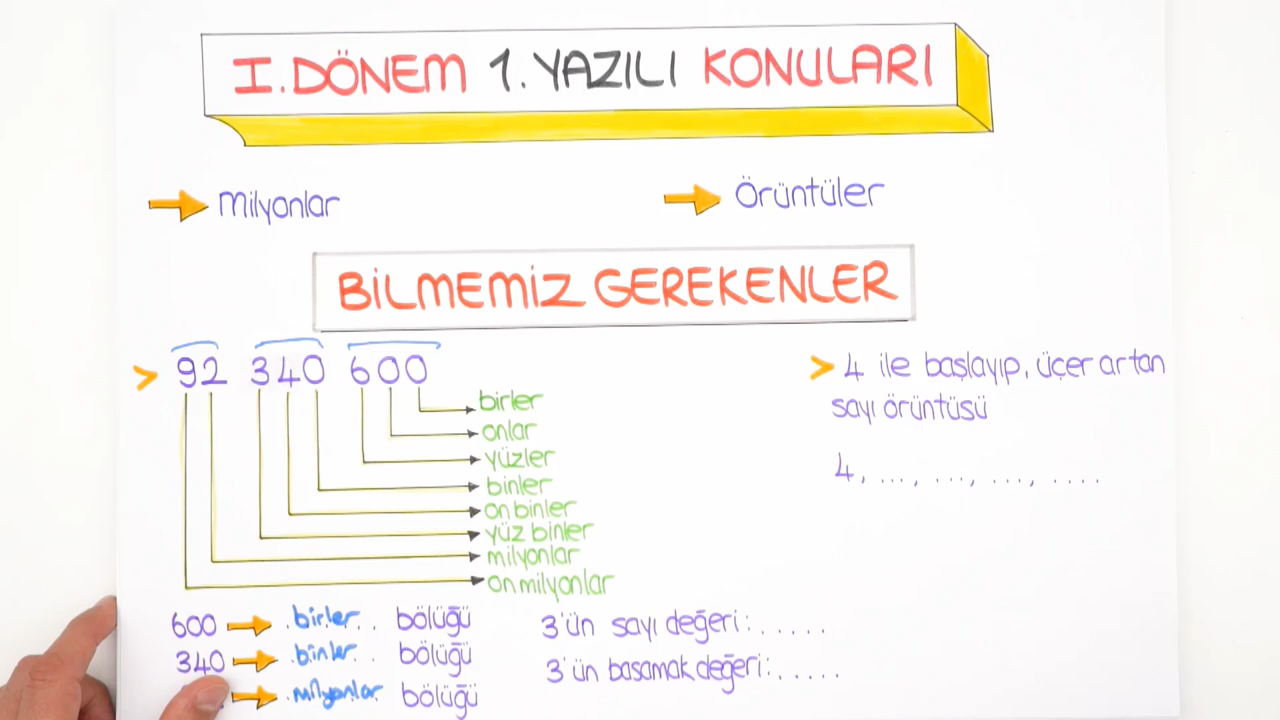 I. DÖNEM 1. YAZILI KONULARI
Milyonlar
Örüntüler
BİLMEMİZ GEREKENLER
> 92 340 600
birler
onlar
yüzler
binler
on binler
yüz binler
milyonlar
on milyonlar
600 → .birler. . bölüğü
340 → .binler. . bölüğü
→ .milyonlar bölüğü
3'ün sayı değeri: . . . . .
3'ün basamak değeri: . . . . .
> 4 ile başlayıp, üçer artan
sayı örüntüsü
4, ..., ..., ..., ....